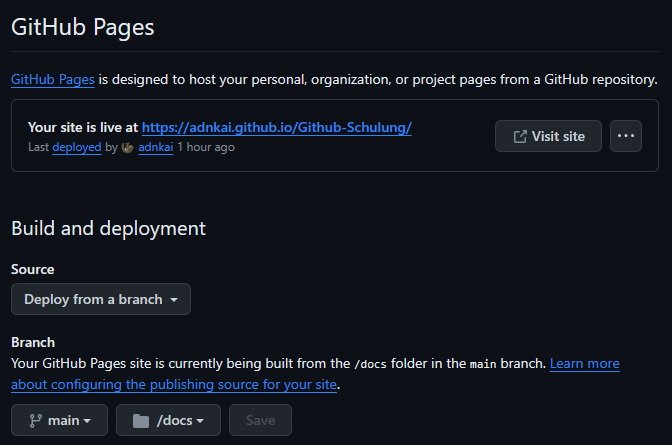 GitHub Pages
GitHub Pages is designed to host your personal, organization, or project pages from a GitHub repository.
Your site is live at https://adnkai.github.io/Github-Schulung/
Last deployed by adnkai 1 hour ago
Visit site
Build and deployment
Source
Deploy from a branch
Branch
Your GitHub Pages site is currently being built from the /docs folder in the main branch. Learn more
about configuring the publishing source for your site.
main
/docs
Save